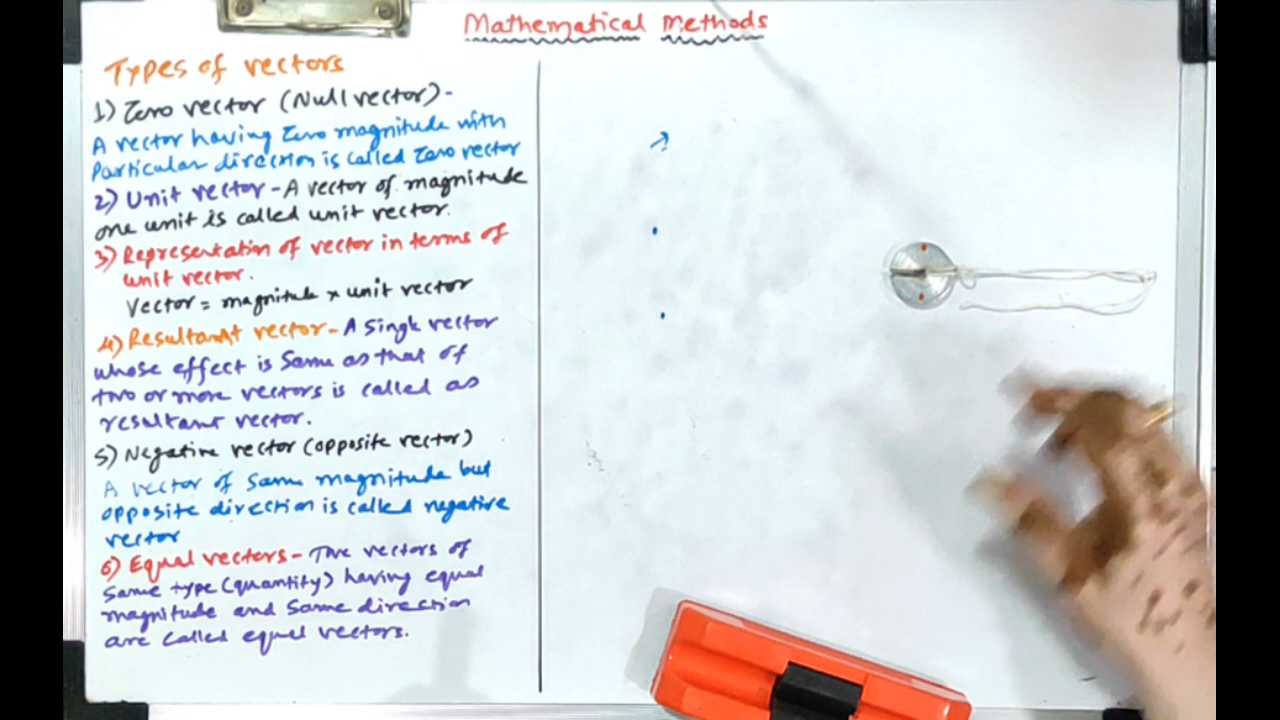 Mathematical Methods
Types of vectors
1) Zero vector (Null vector)-
A vector having zero magnitude with
Particular direction is called zero vector
2) Unit vector - A vector of magnitude
one unit is called unit vector.
3) Representation of vector in terms of
unit vector.
Vector = magnitude × unit vector
4) Resultant vector - A single vector
whose effect is same as that of
two or more vectors is called as
resultant vector.
5) Negative vector (opposite vector)
A vector of same magnitude but
opposite direction is called negative
vector
6) Equal vectors - The vectors of
same type (quantity) having equal
magnitude and same direction
are called equal vectors.